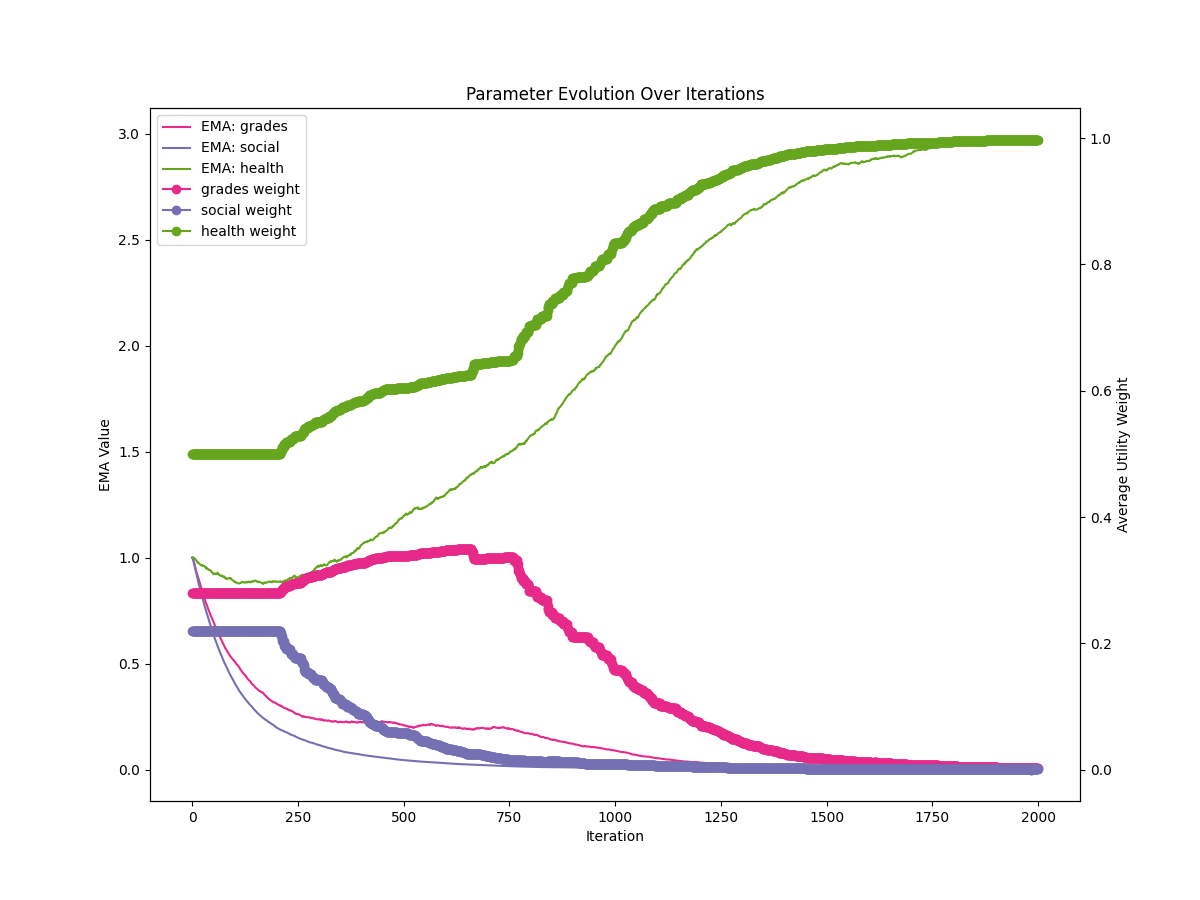 Parameter Evolution Over Iterations
EMA: grades
EMA: social
EMA: health
grades weight
social weight
health weight
3.0
2.5
2.0
1.5
1.0
0.5
0.0
EMA Value
1.0
0.8
0.6
0.4
0.2
0.0
Average Utility Weight
0 250 500 750 1000 1250 1500 1750 2000
Iteration